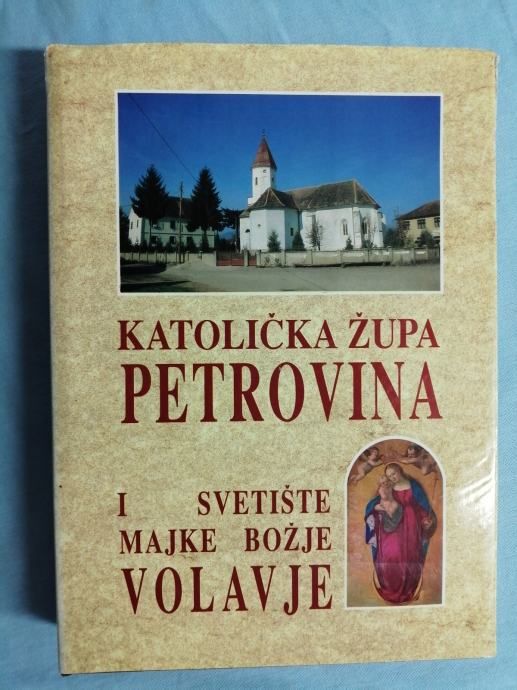 KATOLIČKA ŽUPA
PETROVINA
I SVETIŠTE
MAJKE BOŽJE
VOLAVJE